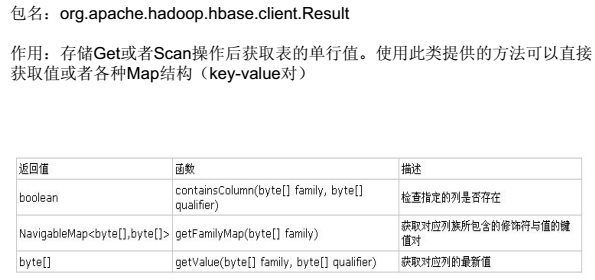 包名：org.apache.hadoop.hbase.client.Result
作用：存储Get或者Scan操作后获取表的单行值。使用此类提供的方法可以直接
获取值或者各种Map结构（key-value对）
返回值 函数 描述
boolean containsColumn(byte[] family, byte[] qualifier) 检查指定的列是否存在
NavigableMap<byte[],byte[]> getFamilyMap(byte[] family) 获取对应列族所包含的修饰符与值的键值对
byte[] getValue(byte[] family, byte[] qualifier) 获取对应列的最新值